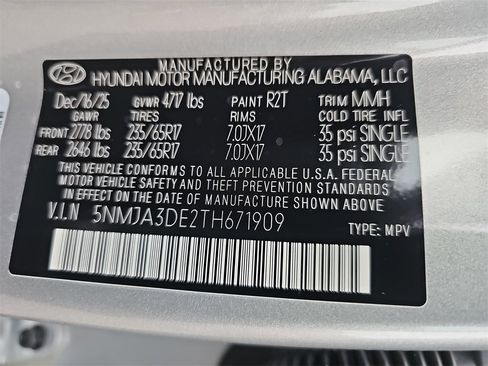 MANUFACTURED BY
HYUNDAI MOTOR MANUFACTURING ALABAMA, LLC
Dec/16/25 GVWR 4717 lbs PAINT R2T TRIM MMH
GAWR TIRES RIMS COLD TIRE INFL
FRONT 2778 lbs 235/65R17 7.0JX17 35 psi SINGLE
REAR 2646 lbs 235/65R17 7.0JX17 35 psi SINGLE
THIS VEHICLE CONFORMS TO ALL APPLICABLE U.S.A. FEDERAL
MOTOR VEHICLE SAFETY AND THEFT PREVENTION STANDARDS
IN EFFECT ON THE DATE OF MANUFACTURE SHOWN ABOVE.
V.I.N 5NMJA3DE2TH671909
TYPE: MPV